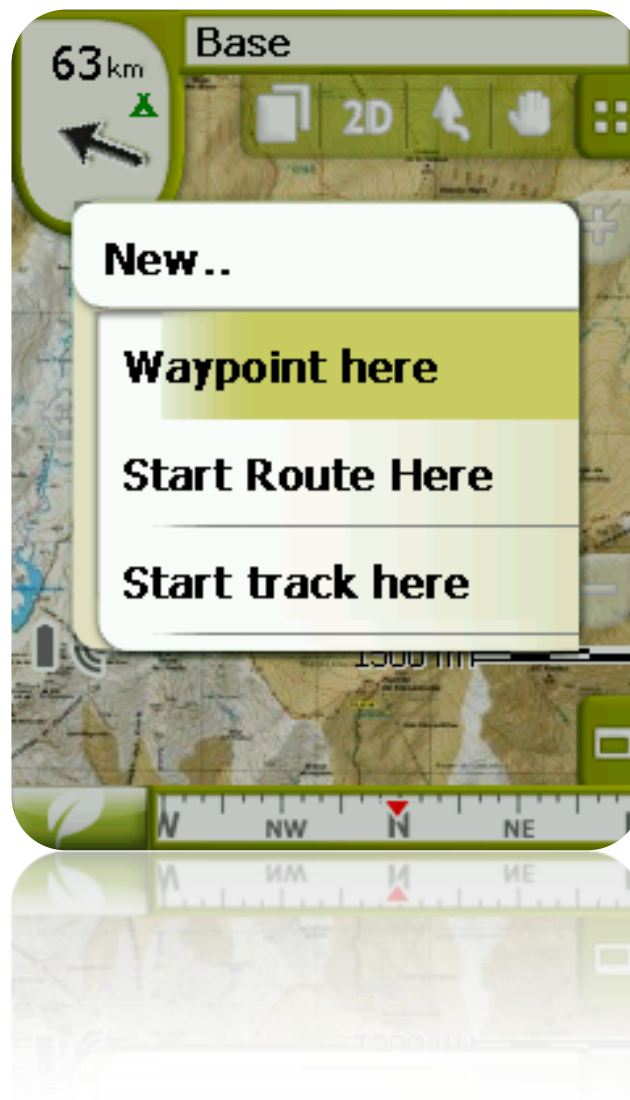 63km
Base
2D
New..
Waypoint here
Start Route Here
Start track here
W NW N NE